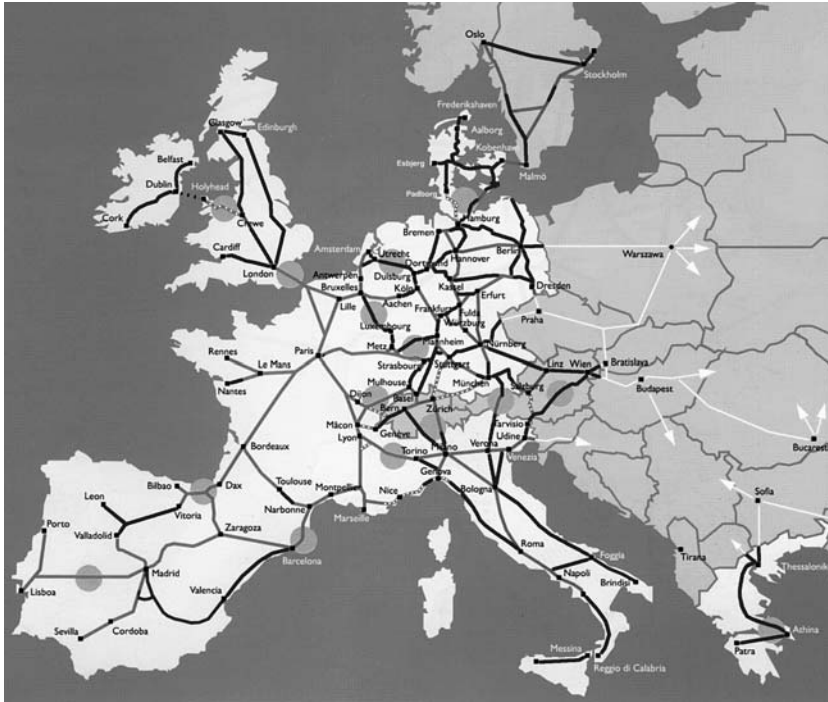 Oslo
Stockholm
Frederikshaven
Aalborg
Glasgow
Edinburgh
Kobenhavn
Belfast
Esbjerg
Malmö
Dublin
Holyhead
Padborg
Cork
Crewe
Hamburg
Bremen
Cardiff
Amsterdam
Utrecht
Berlin
Warszawa
London
Dortmund
Hannover
Antwerpen
Duisburg
Bruxelles
Köln
Kassel
Dresden
Aachen
Erfurt
Lille
Frankfurt
Fulda
Praha
Luxembourg
Wurzburg
Rennes
Metz
Mannheim
Nürnberg
Le Mans
Paris
Strasbourg
Stuttgart
Linz
Wien
Bratislava
Nantes
Mulhouse
München
Salzburg
Budapest
Dijon
Basel
Bern
Zürich
Mâcon
Genève
Tarvisio
Lyon
Udine
Bordeaux
Torino
Milano
Verona
Venezia
Bucarest
Genova
Bilbao
Dax
Toulouse
Montpellier
Nice
Bologna
Leon
Vitoria
Narbonne
Marseille
Sofia
Porto
Valladolid
Zaragoza
Roma
Foggia
Tirana
Barcelona
Thessaloniki
Madrid
Napoli
Brindisi
Lisboa
Valencia
Sevilla
Cordoba
Athina
Messina
Patra
Reggio di Calabria